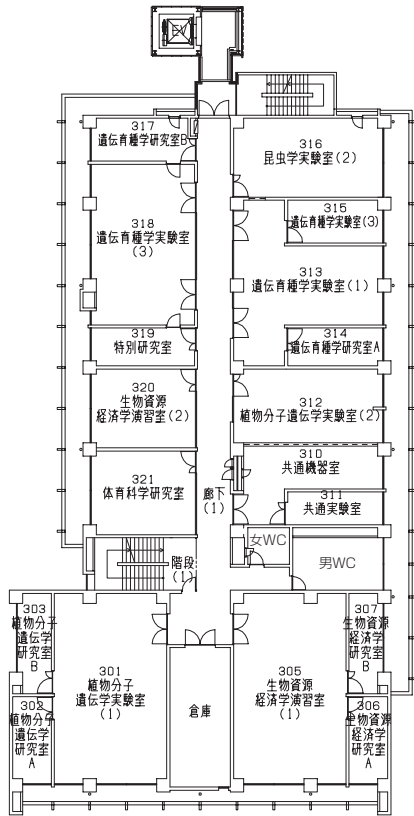 EV
317
遺伝育種学研究室B
316
昆虫学実験室(2)
318
遺伝育種学実験室
(3)
315
遺伝育種学実験室(3)
313
遺伝育種学実験室(1)
319
特別研究室
314
遺伝育種学研究室A
320
生物資源
経済学演習室(2)
312
植物分子遺伝学実験室(2)
310
共通機器室
321
体育科学研究室
廊下
(1)
311
共通実験室
女WC
男WC
階段
(1)
303
植物分子
遺伝学
研究室
B
301
植物分子
遺伝学実験室
(1)
302
植物分子
遺伝学
研究室
A
倉庫
305
生物資源
経済学演習室
(1)
307
生物資源
経済学
研究室
B
306
生物資源
経済学
研究室
A